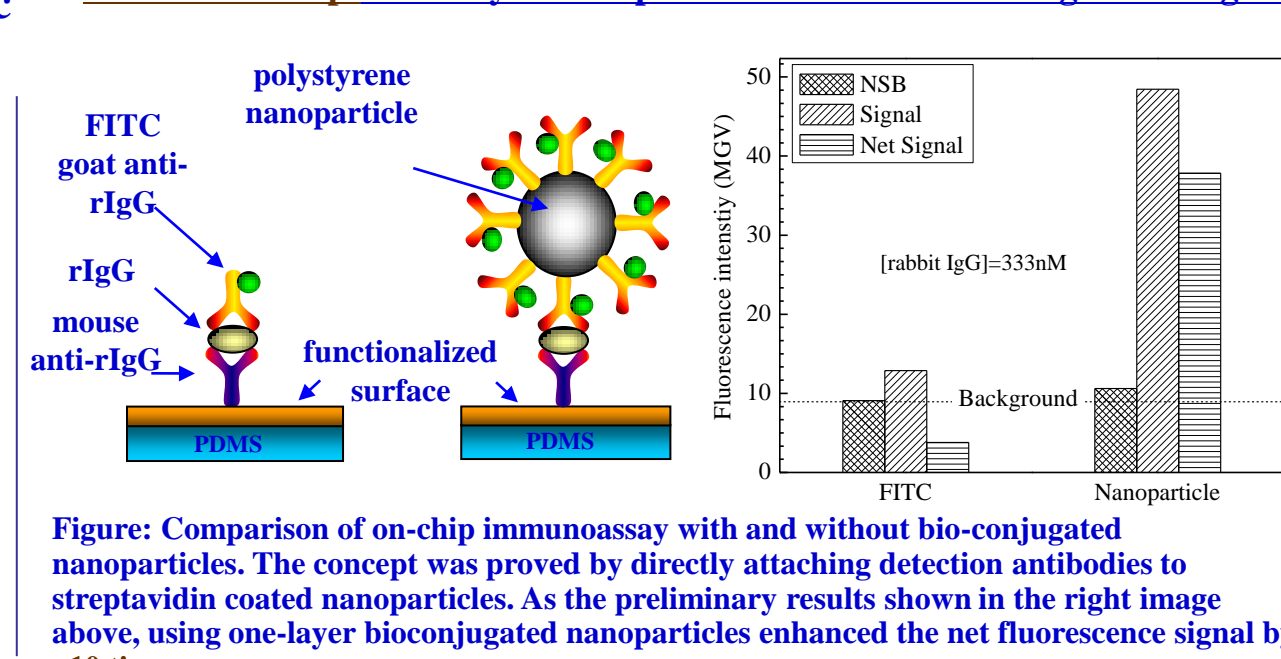 polystyrene
nanoparticle
FITC
goat anti-
rIgG
rIgG
mouse
anti-rIgG
functionalized
surface
PDMS
PDMS
Fluorescence intenstiy (MGV)
50
40
30
20
10
0
NSB
Signal
Net Signal
[rabbit IgG]=333nM
Background
FITC
Nanoparticle
Figure: Comparison of on-chip immunoassay with and without bio-conjugated
nanoparticles. The concept was proved by directly attaching detection antibodies to
streptavidin coated nanoparticles. As the preliminary results shown in the right image
above, using one-layer bioconjugated nanoparticles enhanced the net fluorescence signal by